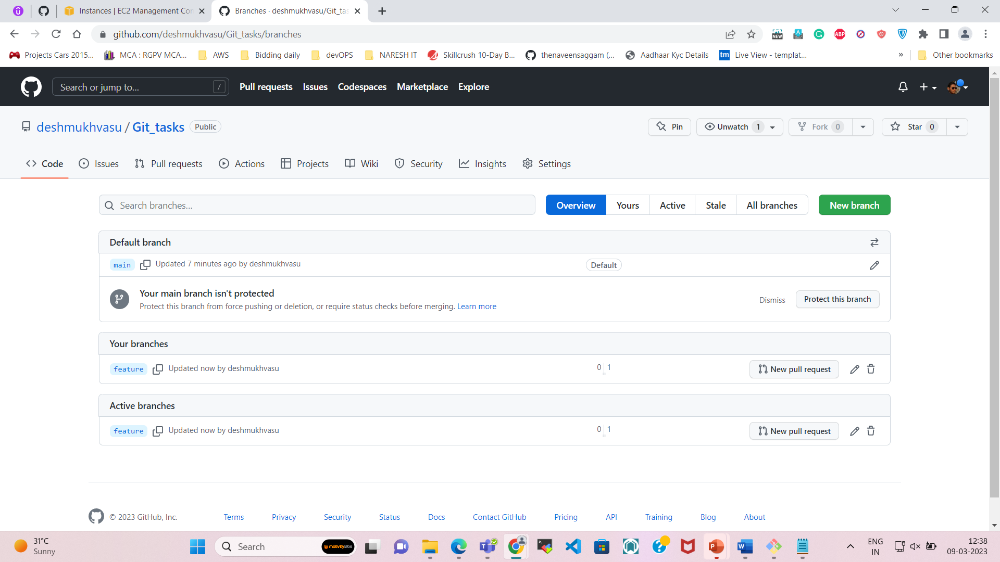 Instances | EC2 Management Con
Branches · deshmukhvasu/Git_tas
github.com/deshmukhvasu/Git_tasks/branches
NEW
A
ABP
Projects Cars 2015...
MCA : RGPV MCA...
AWS
Bidding daily
devOPS
NARESH IT
Skillcrush 10-Day B...
thenaveensaggam (...
Aadhaar Kyc Details
tm
Live View - templat...
»
Other bookmarks
Search or jump to...
/
Pull requests
Issues
Codespaces
Marketplace
Explore
deshmukhvasu / Git_tasks
Public
Pin
Unwatch 1
Fork 0
Star 0
Code
Issues
Pull requests
Actions
Projects
Wiki
Security
Insights
Settings
Search branches...
Overview
Yours
Active
Stale
All branches
New branch
Default branch
main
Updated 7 minutes ago by deshmukhvasu
Default
Your main branch isn't protected
Protect this branch from force pushing or deletion, or require status checks before merging. Learn more
Dismiss
Protect this branch
Your branches
feature
Updated now by deshmukhvasu
0 | 1
New pull request
Active branches
feature
Updated now by deshmukhvasu
0 | 1
New pull request
© 2023 GitHub, Inc.
Terms
Privacy
Security
Status
Docs
Contact GitHub
Pricing
API
Training
Blog
About
31°C
Sunny
Search
motivitylabs
ENG
IN
12:38
09-03-2023